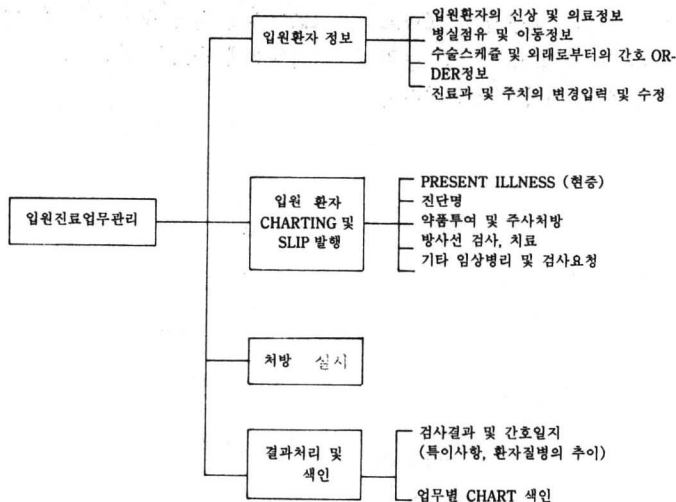 입원환자 정보
입원환자의 신상 및 의료정보
병실점유 및 이동정보
수술스케쥴 및 외래로부터의 간호 OR-
DER정보
진료과 및 주치의 변경입력 및 수정
입원진료업무관리
입원 환자
CHARTING 및
SLIP 발행
PRESENT ILLNESS (현증)
진단명
약품투여 및 주사처방
방사선 검사, 치료
기타 임상병리 및 검사요청
처방 실시
결과처리 및
색인
검사결과 및 간호일지
(특이사항, 환자질병의 추이)
업무별 CHART 색인